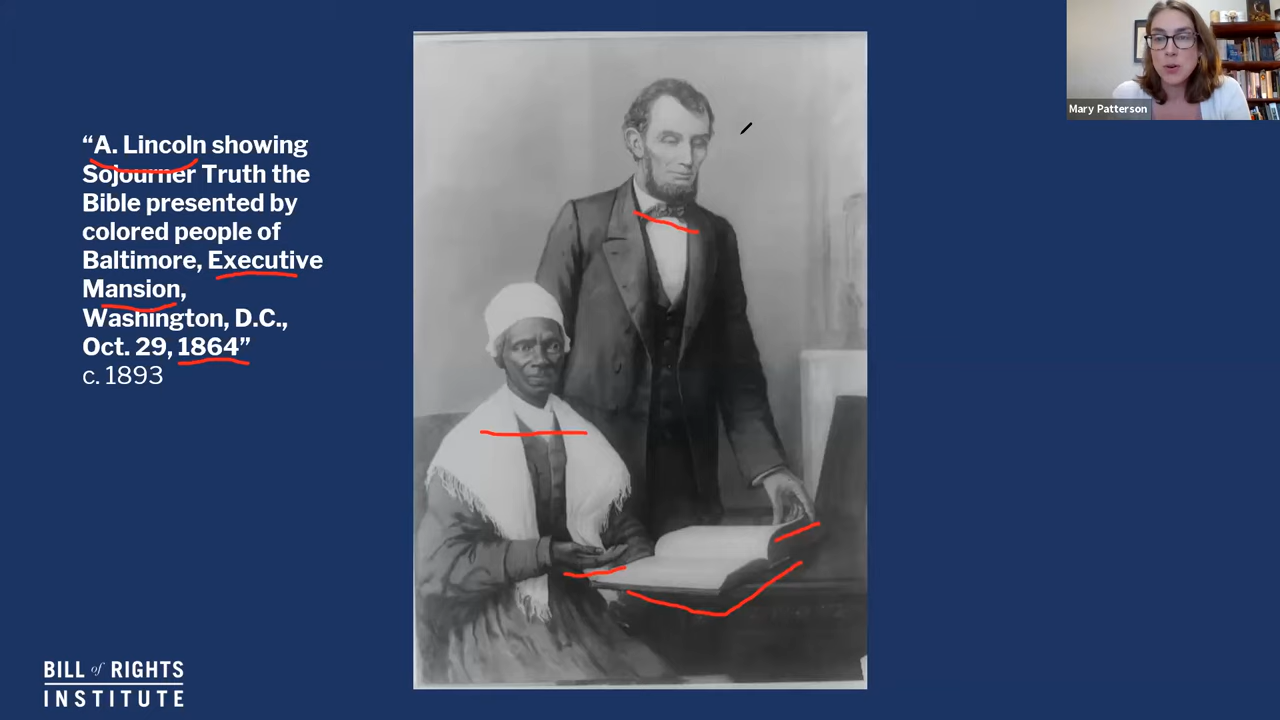 “A. Lincoln showing
Sojourner Truth the
Bible presented by
colored people of
Baltimore, Executive
Mansion,
Washington, D.C.,
Oct. 29, 1864”
c. 1893
Mary Patterson
BILL of RIGHTS
INSTITUTE